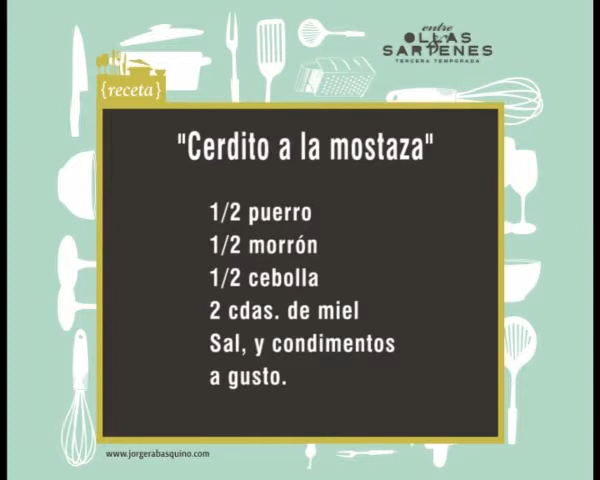 entre
OLLAS
& SARTENES
TERCERA TEMPORADA
{receta}
"Cerdito a la mostaza"
1/2 puerro
1/2 morrón
1/2 cebolla
2 cdas. de miel
Sal, y condimentos
a gusto.
www.jorgerabasquino.com